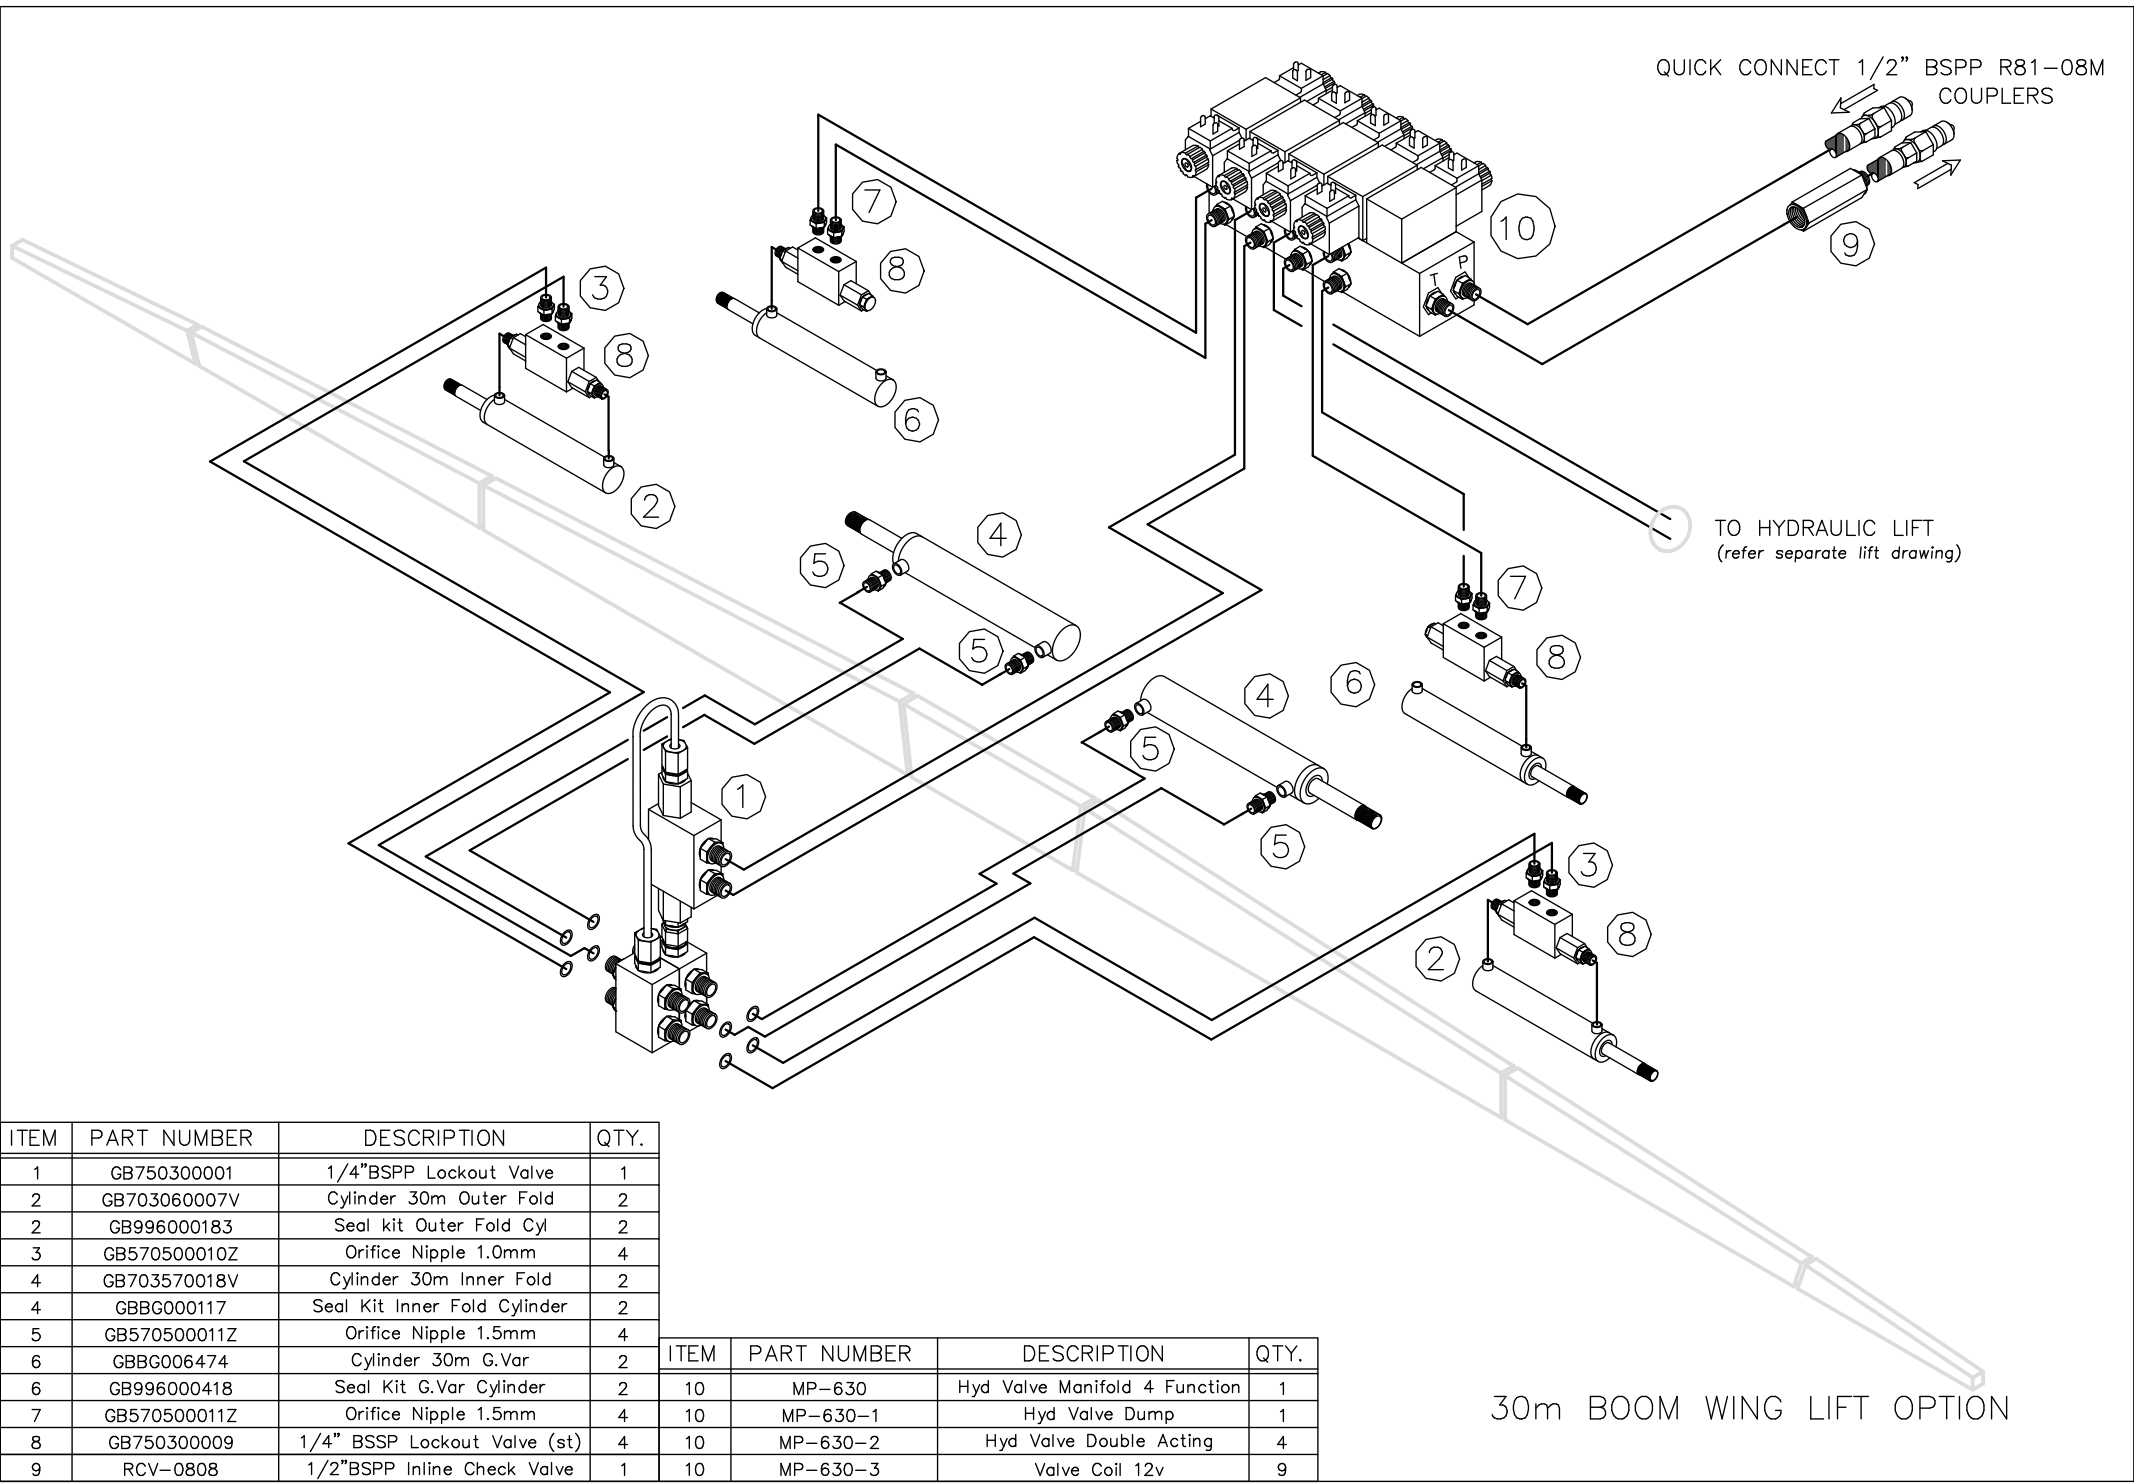 QUICK CONNECT 1/2" BSPP R81-08M
COUPLERS
7
10
9
8
3
T P
8
6
2
4
5
TO HYDRAULIC LIFT
(refer separate lift drawing)
7
5
8
4
6
5
1
5
3
8
2
ITEM PART NUMBER DESCRIPTION QTY.
1 GB750300001 1/4"BSPP Lockout Valve 1
2 GB703060007V Cylinder 30m Outer Fold 2
2 GB996000183 Seal kit Outer Fold Cyl 2
3 GB570500010Z Orifice Nipple 1.0mm 4
4 GB703570018V Cylinder 30m Inner Fold 2
4 GBBG000117 Seal Kit Inner Fold Cylinder 2
5 GB570500011Z Orifice Nipple 1.5mm 4
6 GBBG006474 Cylinder 30m G.Var 2
6 GB996000418 Seal Kit G.Var Cylinder 2
7 GB570500011Z Orifice Nipple 1.5mm 4
8 GB750300009 1/4" BSSP Lockout Valve (st) 4
9 RCV-0808 1/2"BSPP Inline Check Valve 1
ITEM PART NUMBER DESCRIPTION QTY.
10 MP-630 Hyd Valve Manifold 4 Function 1
10 MP-630-1 Hyd Valve Dump 1
10 MP-630-2 Hyd Valve Double Acting 4
10 MP-630-3 Valve Coil 12v 9
30m BOOM WING LIFT OPTION